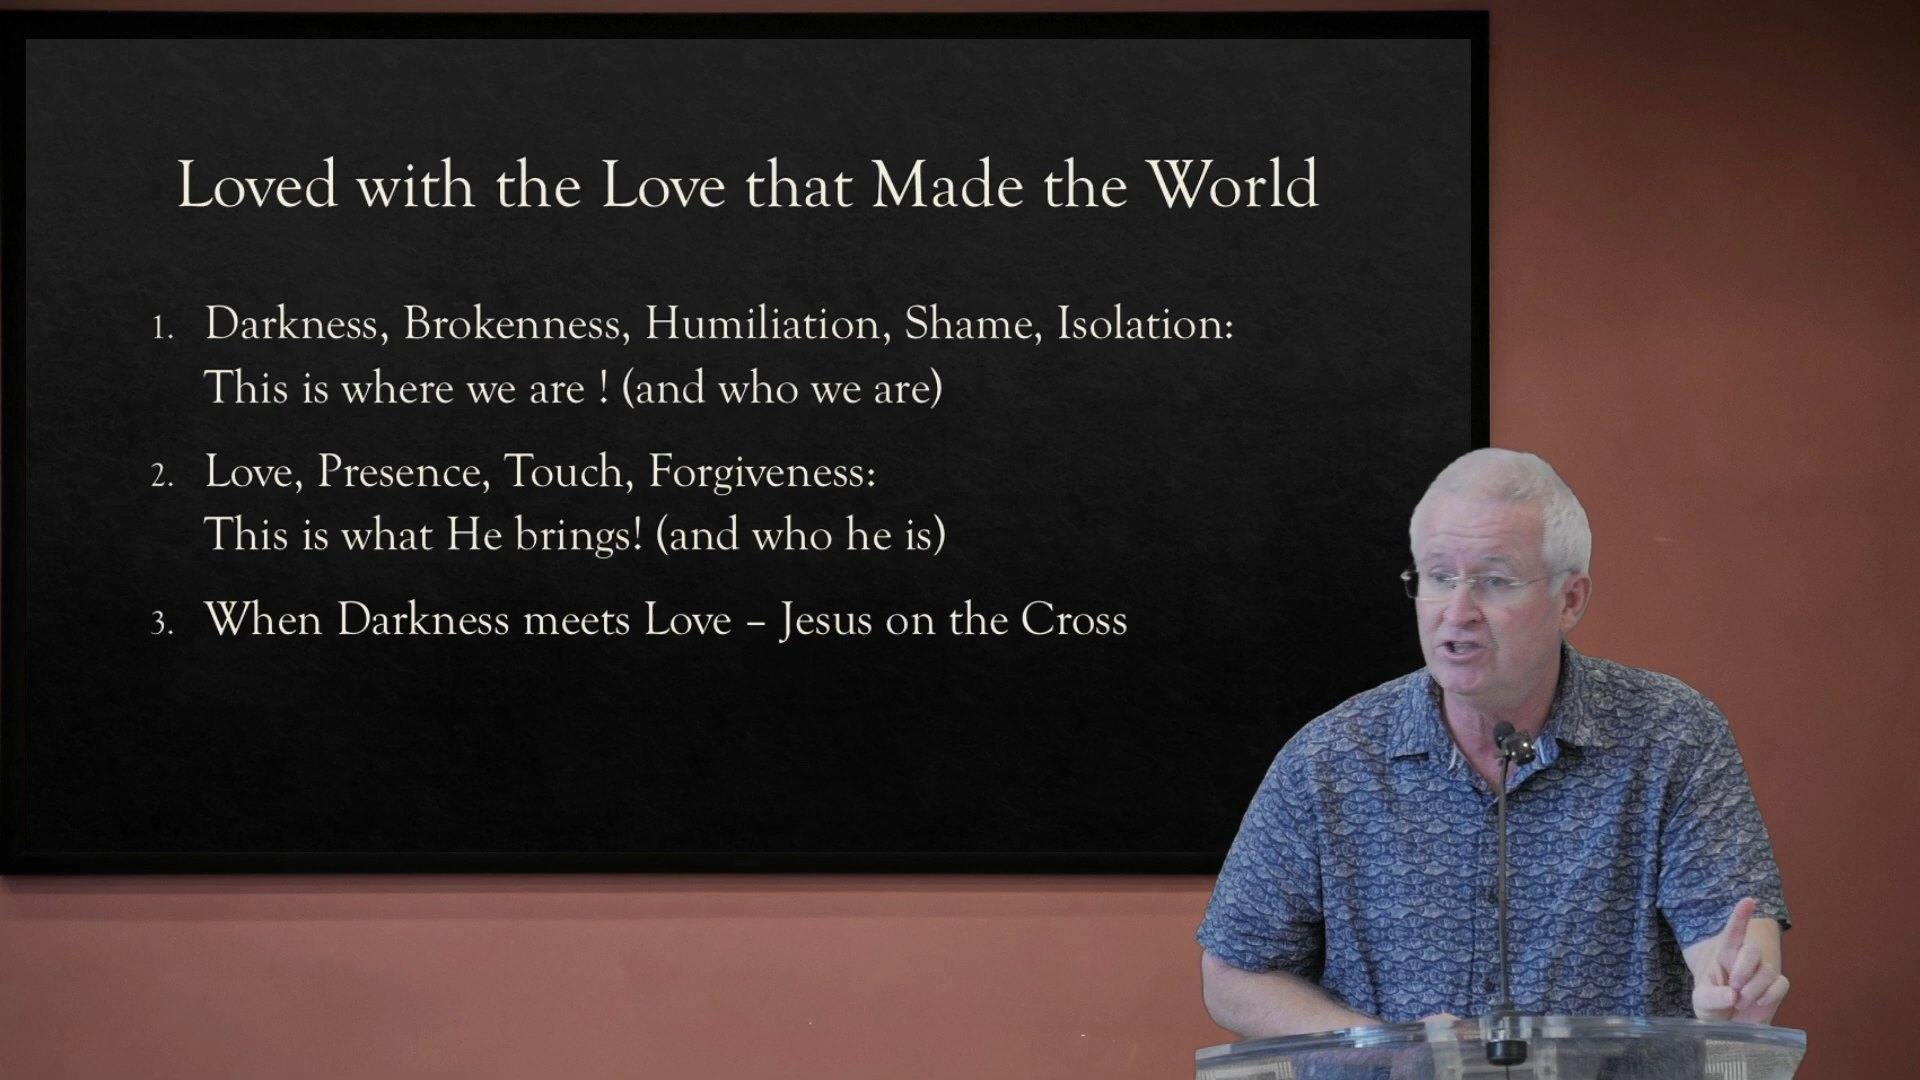 Loved with the Love that Made the World
1. Darkness, Brokenness, Humiliation, Shame, Isolation:
This is where we are ! (and who we are)
2. Love, Presence, Touch, Forgiveness:
This is what He brings! (and who he is)
3. When Darkness meets Love – Jesus on the Cross